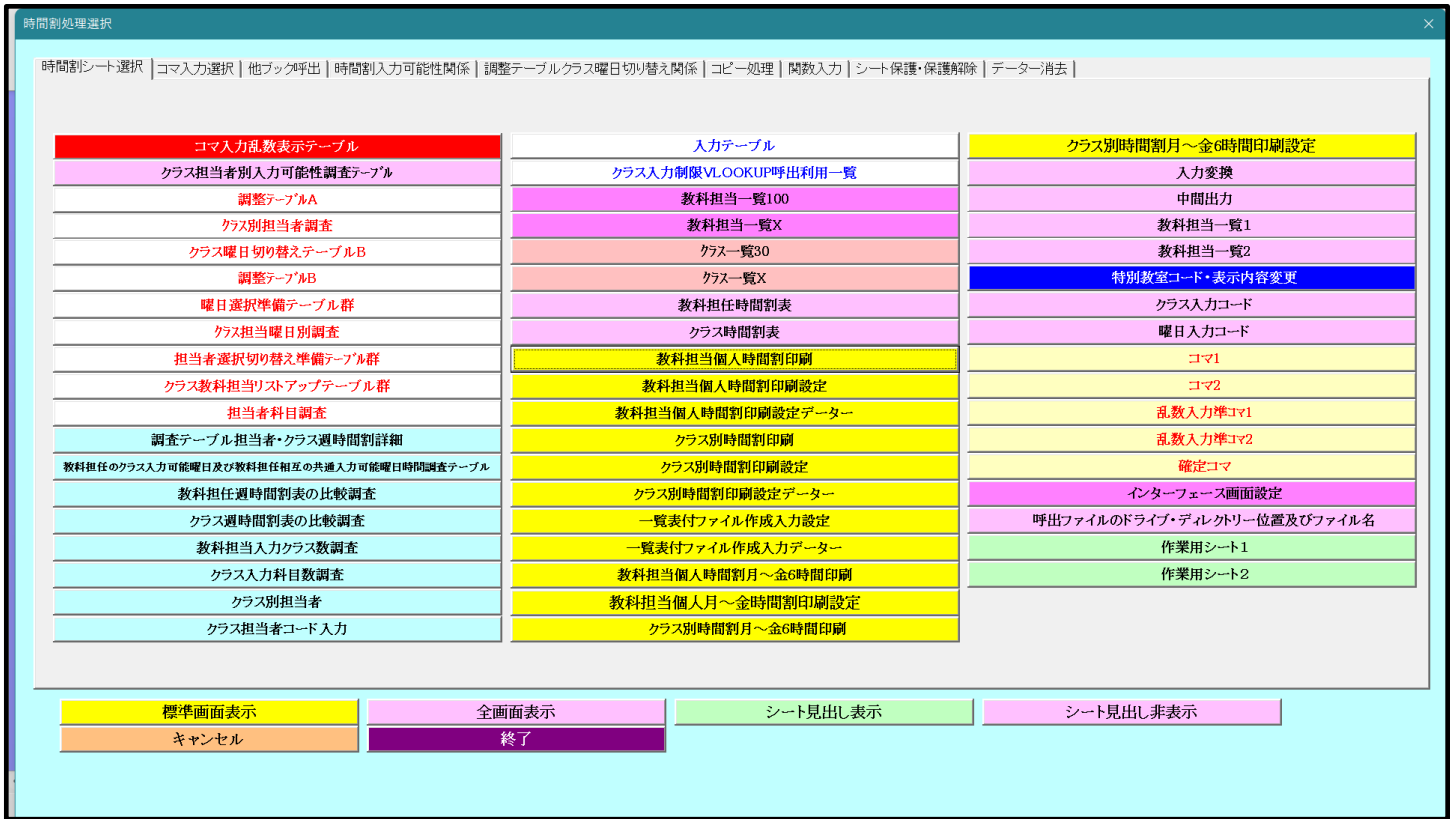 時間割処理選択
時間割シート選択 コマ入力選択 他ブック呼出 時間割入力可能性関係 調整テーブルクラス曜日切り替え関係 コピー処理 関数入力 シート保護・保護解除 データー消去
コマ入力乱数表示テーブル
クラス担当者別入力可能性調査テーブル
調整テーブルA
クラス別担当者調査
クラス曜日切り替えテーブルB
調整テーブルB
曜日選択準備テーブル群
クラス担当曜日別調査
担当者選択切り替え準備テーブル群
クラス教科担当リストアップテーブル群
担当者科目調査
調査テーブル担当者・クラス週時間割詳細
教科担任のクラス入力可能曜日及び教科担任相互の共通入力可能曜日時間調査テーブル
教科担任週時間割表の比較調査
クラス週時間割表の比較調査
教科担当入力クラス数調査
クラス入力科目数調査
クラス別担当者
クラス担当者コード入力
入力テーブル
クラス入力制限VLOOKUP呼出利用一覧
教科担当一覧100
教科担当一覧X
クラス一覧30
クラス一覧X
教科担任時間割表
クラス時間割表
教科担当個人時間割印刷
教科担当個人時間割印刷設定
教科担当個人時間割印刷設定データー
クラス別時間割印刷
クラス別時間割印刷設定
クラス別時間割印刷設定データー
一覧表付ファイル作成入力設定
一覧表付ファイル作成入力データー
教科担当個人時間割月～金6時間印刷
教科担当個人月～金時間割印刷設定
クラス別時間割月～金6時間印刷
クラス別時間割月～金6時間印刷設定
入力変換
中間出力
教科担当一覧1
教科担当一覧2
特別教室コード・表示内容変更
クラス入力コード
曜日入力コード
コマ1
コマ2
乱数入力準コマ1
乱数入力準コマ2
確定コマ
インターフェース画面設定
呼出ファイルのドライブ・ディレクトリー位置及びファイル名
作業用シート1
作業用シート2
標準画面表示 全画面表示 シート見出し表示 シート見出し非表示
キャンセル 終了